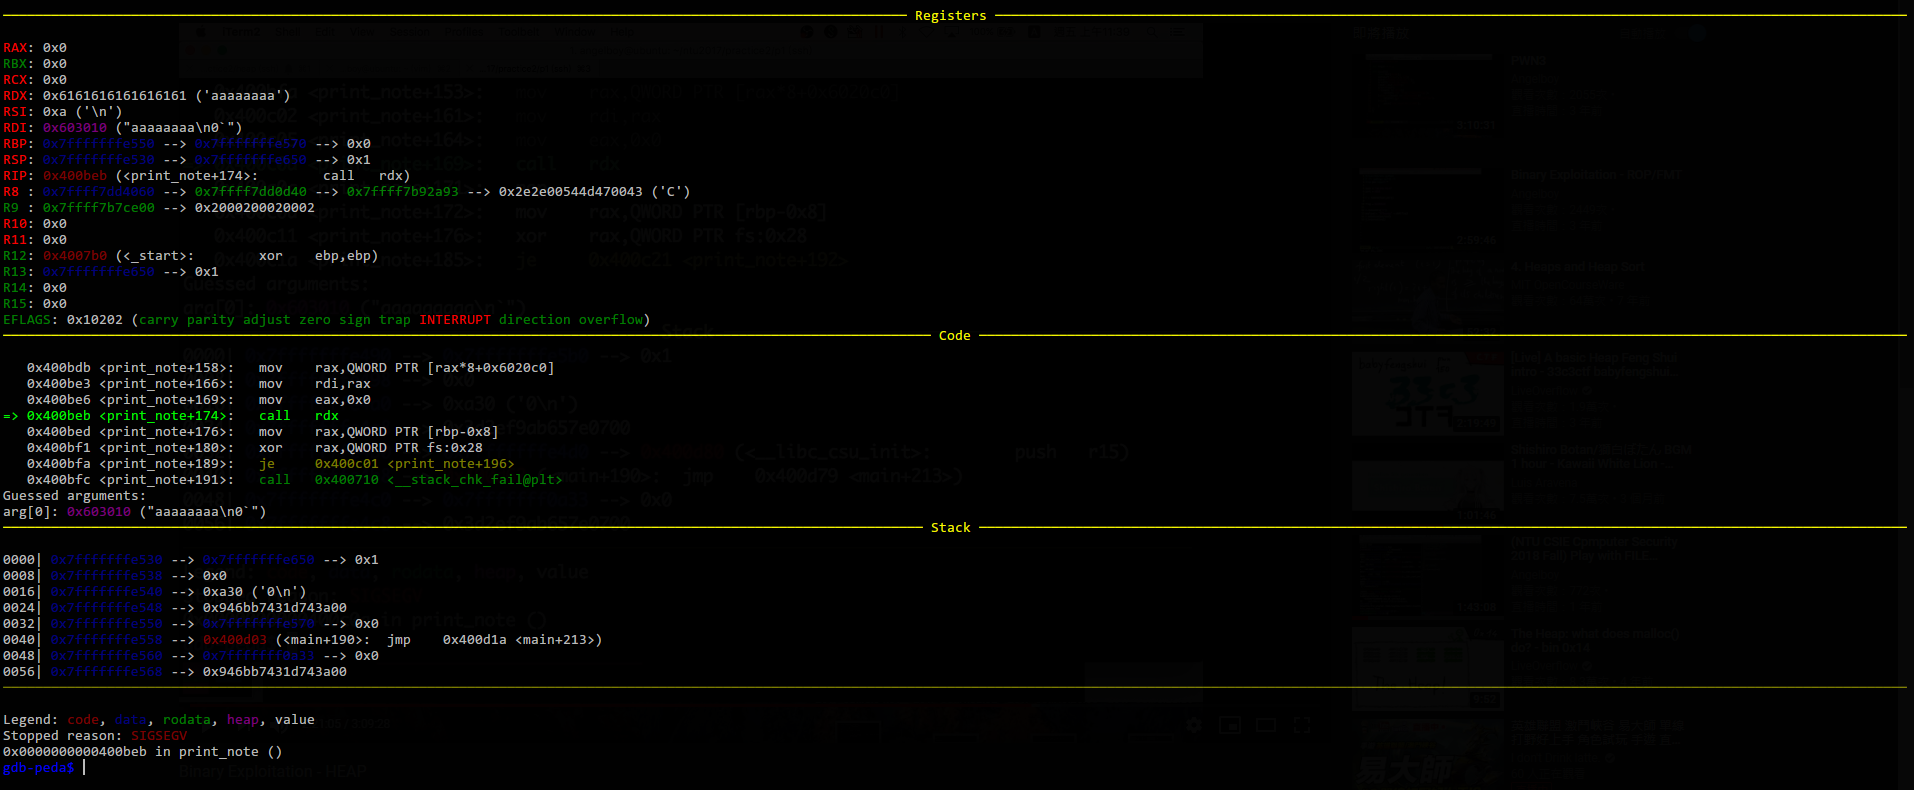 Registers
RAX: 0x0
RBX: 0x0
RCX: 0x0
RDX: 0x6161616161616161 ('aaaaaaaa')
RSI: 0xa ('\n')
RDI: 0x603010 ("aaaaaaaa\n0`")
RBP: 0x7fffffffe550 --> 0x7fffffffe570 --> 0x0
RSP: 0x7fffffffe530 --> 0x7fffffffe650 --> 0x1
RIP: 0x400beb (<print_note+174>: call rdx)
R8 : 0x7ffff7dd4060 --> 0x7ffff7dd0d40 --> 0x7ffff7b92a93 --> 0x2e2e00544d470043 ('C')
R9 : 0x7ffff7b7ce00 --> 0x2000200020002
R10: 0x0
R11: 0x0
R12: 0x4007b0 (<_start>: xor ebp,ebp)
R13: 0x7fffffffe650 --> 0x1
R14: 0x0
R15: 0x0
EFLAGS: 0x10202 (carry parity adjust zero sign trap INTERRUPT direction overflow)
Code
0x400bdb <print_note+158>: mov rax,QWORD PTR [rax*8+0x6020c0]
0x400be3 <print_note+166>: mov rdi,rax
0x400be6 <print_note+169>: mov eax,0x0
=> 0x400beb <print_note+174>: call rdx
0x400bed <print_note+176>: mov rax,QWORD PTR [rbp-0x8]
0x400bf1 <print_note+180>: xor rax,QWORD PTR fs:0x28
0x400bfa <print_note+189>: je 0x400c01 <print_note+196>
0x400bfc <print_note+191>: call 0x400710 <__stack_chk_fail@plt>
Guessed arguments:
arg[0]: 0x603010 ("aaaaaaaa\n0`")
Stack
0000| 0x7fffffffe530 --> 0x7fffffffe650 --> 0x1
0008| 0x7fffffffe538 --> 0x0
0016| 0x7fffffffe540 --> 0xa30 ('0\n')
0024| 0x7fffffffe548 --> 0x946bb7431d743a00
0032| 0x7fffffffe550 --> 0x7fffffffe570 --> 0x0
0040| 0x7fffffffe558 --> 0x400d03 (<main+190>: jmp 0x400d1a <main+213>)
0048| 0x7fffffffe560 --> 0x7fffffff0a33 --> 0x0
0056| 0x7fffffffe568 --> 0x946bb7431d743a00
Legend: code, data, rodata, heap, value
Stopped reason: SIGSEGV
0x0000000000400beb in print_note ()
gdb-peda$
Binary Exploitation - HEAP